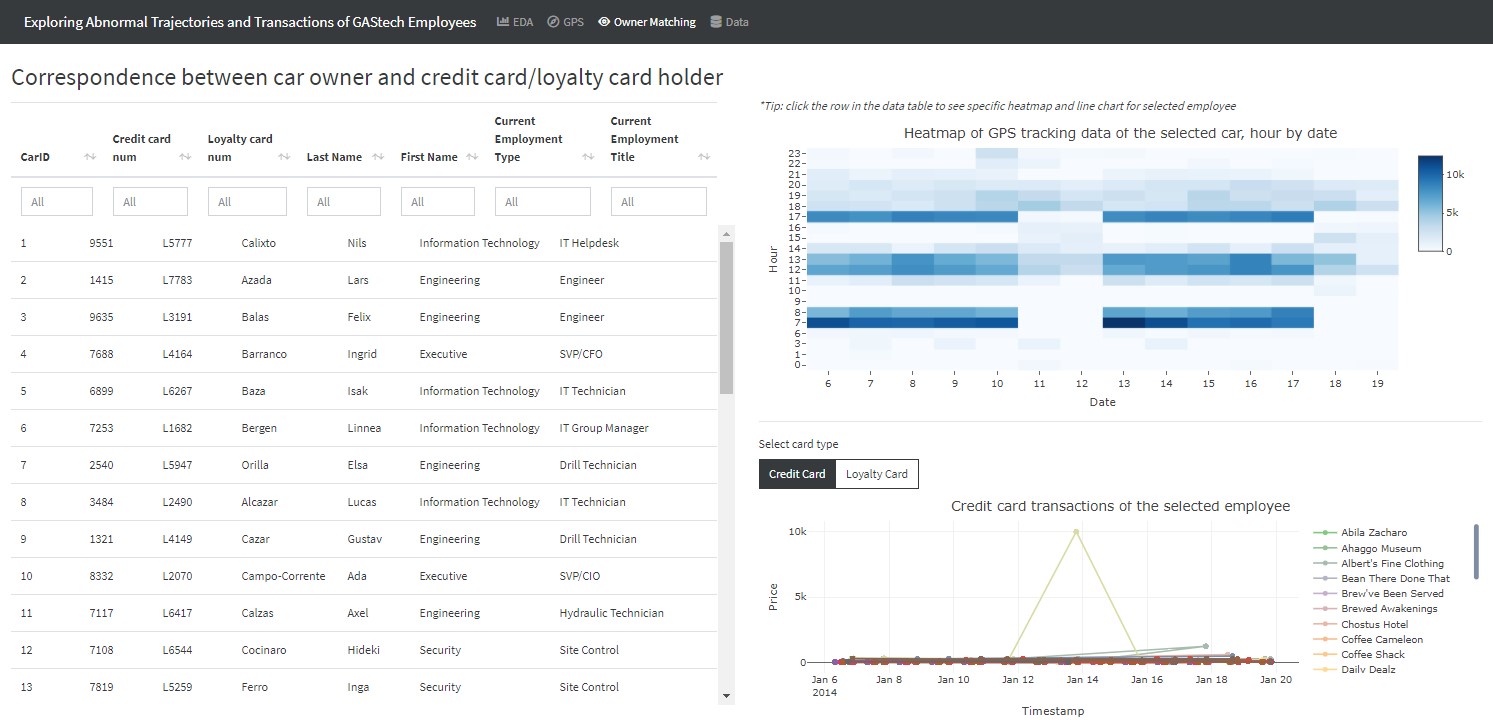 Exploring Abnormal Trajectories and Transactions of GAStech Employees EDA GPS Owner Matching Data
Correspondence between car owner and credit card/loyalty card holder
CarID Credit card num Loyalty card num Last Name First Name Current Employment Type Current Employment Title
All All All All All All All
1 9551 L5777 Calixto Nils Information Technology IT Helpdesk
2 1415 L7783 Azada Lars Engineering Engineer
3 9635 L3191 Balas Felix Engineering Engineer
4 7688 L4164 Barranco Ingrid Executive SVP/CFO
5 6899 L6267 Baza Isak Information Technology IT Technician
6 7253 L1682 Bergen Linnea Information Technology IT Group Manager
7 2540 L5947 Orilla Elsa Engineering Drill Technician
8 3484 L2490 Alcazar Lucas Information Technology IT Technician
9 1321 L4149 Cazar Gustav Engineering Drill Technician
10 8332 L2070 Campo-Corrente Ada Executive SVP/CIO
11 7117 L6417 Calzas Axel Engineering Hydraulic Technician
12 7108 L6544 Cocinaro Hideki Security Site Control
13 7819 L5259 Ferro Inga Security Site Control
*Tip: click the row in the data table to see specific heatmap and line chart for selected employee
Heatmap of GPS tracking data of the selected car, hour by date
23
22
21
20
19
18
17
16
15
14
13
12
11
10
9
8
7
6
3
1
0
Hour
6 7 8 9 10 11 12 13 14 15 16 17 18 19
Date
10k
5k
0
Select card type
Credit Card Loyalty Card
Credit card transactions of the selected employee
10k
5k
0
Price
Jan 6 Jan 8 Jan 10 Jan 12 Jan 14 Jan 16 Jan 18 Jan 20
2014
Timestamp
Abila Zacharo
Ahaggo Museum
Albert's Fine Clothing
Bean There Done That
Brew've Been Served
Brewed Awakenings
Chostus Hotel
Coffee Cameleon
Coffee Shack
Daily Dealz